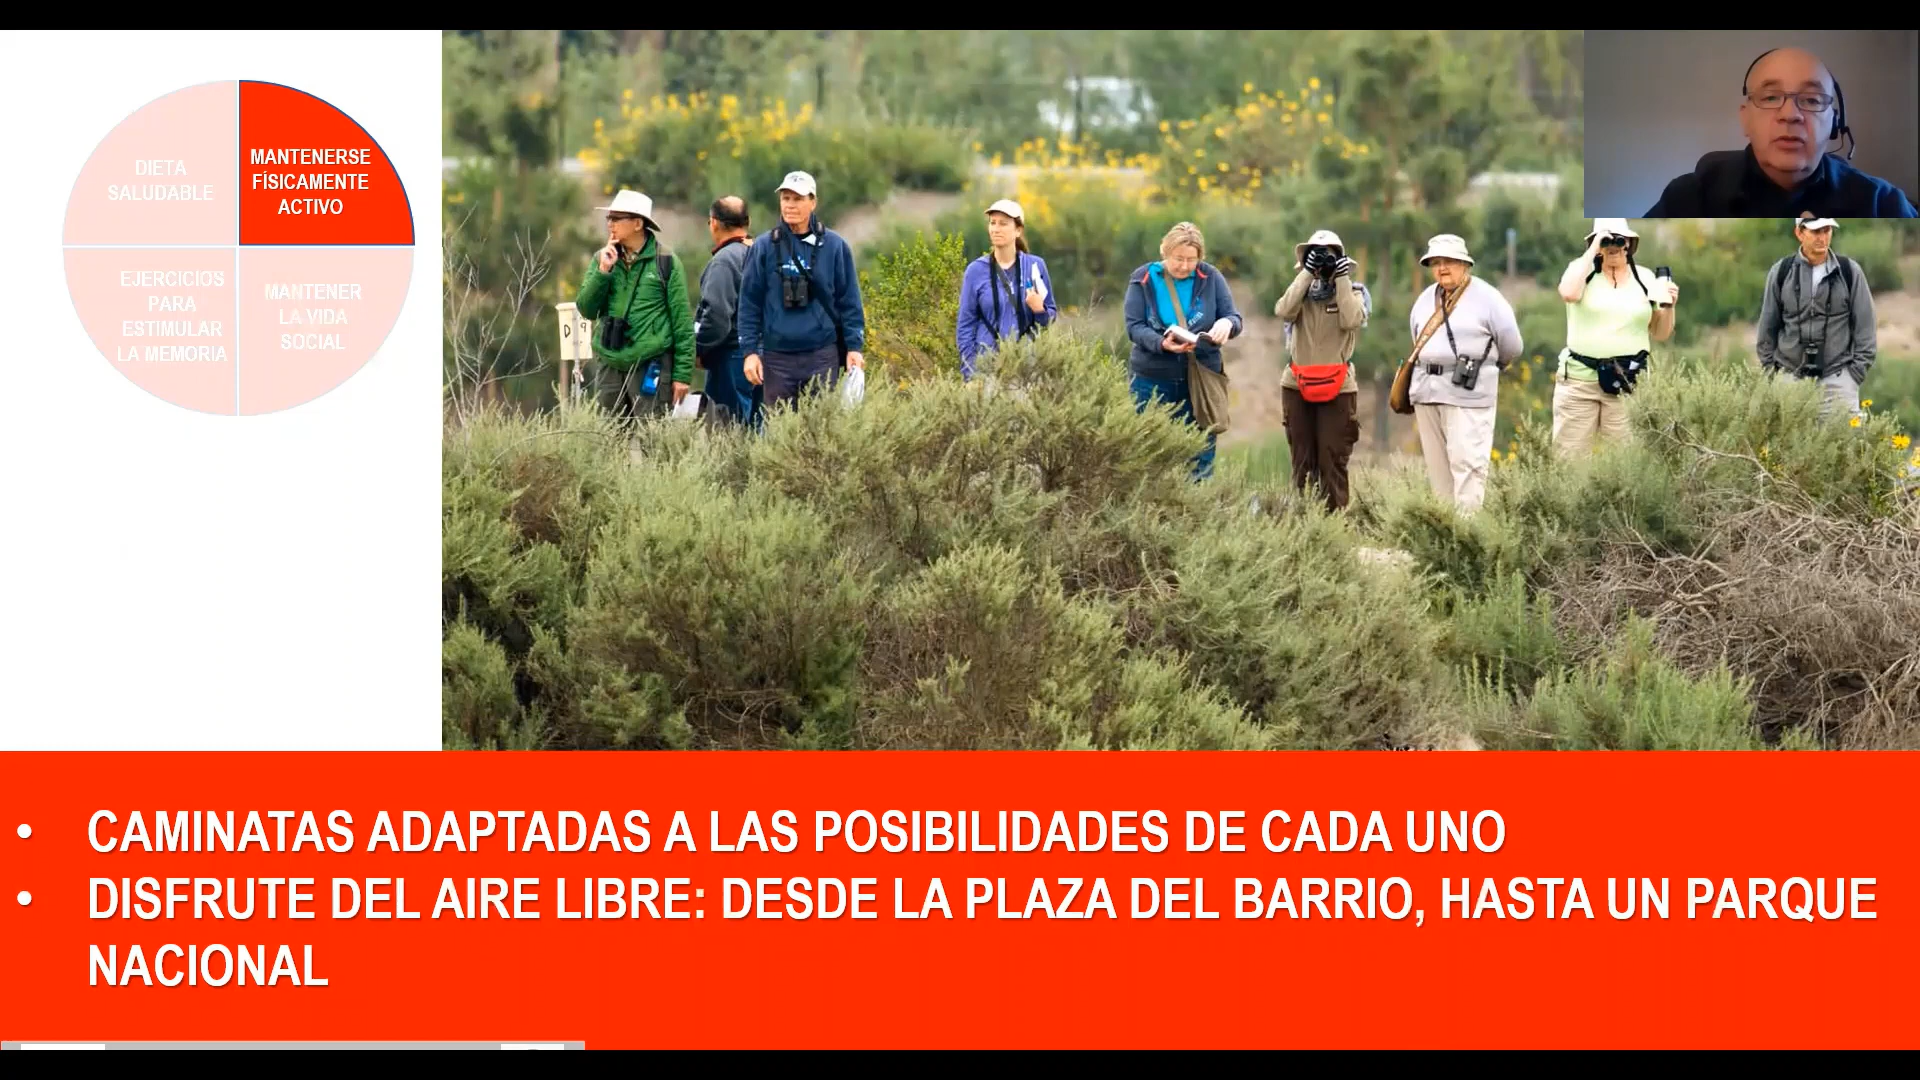 DIETA
SALUDABLE
MANTENERSE
FÍSICAMENTE
ACTIVO
EJERCICIOS
PARA
ESTIMULAR
LA MEMORIA
MANTENER
LA VIDA
SOCIAL
D 9
• CAMINATAS ADAPTADAS A LAS POSIBILIDADES DE CADA UNO
• DISFRUTE DEL AIRE LIBRE: DESDE LA PLAZA DEL BARRIO, HASTA UN PARQUE
NACIONAL